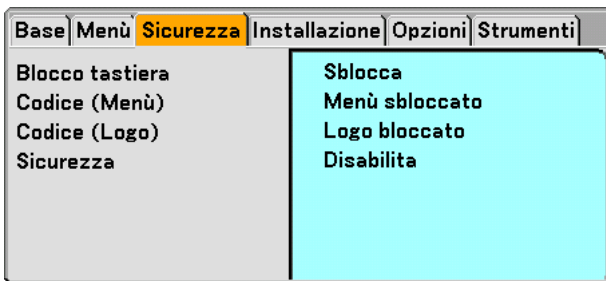 Base Menù Sicurezza Installazione Opzioni Strumenti
Blocco tastiera Sblocca
Codice (Menù) Menù sbloccato
Codice (Logo) Logo bloccato
Sicurezza Disabilita